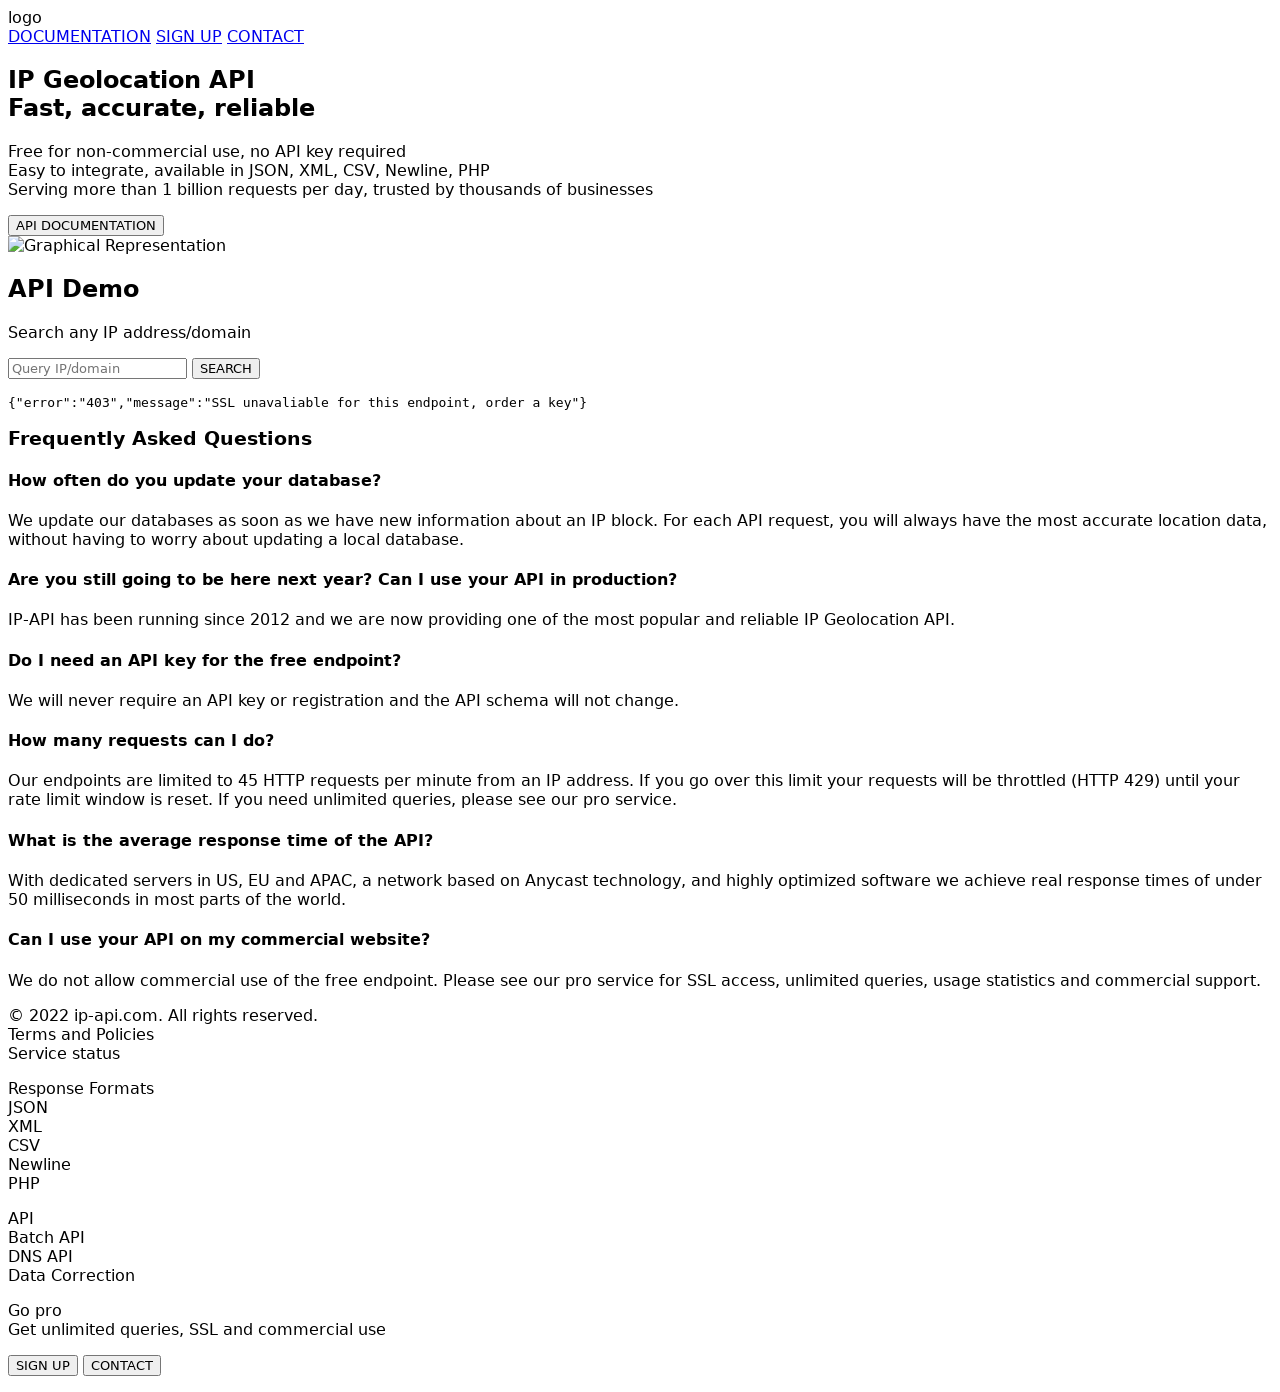 logo
DOCUMENTATION SIGN UP CONTACT
IP Geolocation API
Fast, accurate, reliable
Free for non-commercial use, no API key required
Easy to integrate, available in JSON, XML, CSV, Newline, PHP
Serving more than 1 billion requests per day, trusted by thousands of businesses
API DOCUMENTATION
Graphical Representation
API Demo
Search any IP address/domain
Query IP/domain SEARCH
{"error":"403","message":"SSL unavaliable for this endpoint, order a key"}
Frequently Asked Questions
How often do you update your database?
We update our databases as soon as we have new information about an IP block. For each API request, you will always have the most accurate location data,
without having to worry about updating a local database.
Are you still going to be here next year? Can I use your API in production?
IP-API has been running since 2012 and we are now providing one of the most popular and reliable IP Geolocation API.
Do I need an API key for the free endpoint?
We will never require an API key or registration and the API schema will not change.
How many requests can I do?
Our endpoints are limited to 45 HTTP requests per minute from an IP address. If you go over this limit your requests will be throttled (HTTP 429) until your
rate limit window is reset. If you need unlimited queries, please see our pro service.
What is the average response time of the API?
With dedicated servers in US, EU and APAC, a network based on Anycast technology, and highly optimized software we achieve real response times of under
50 milliseconds in most parts of the world.
Can I use your API on my commercial website?
We do not allow commercial use of the free endpoint. Please see our pro service for SSL access, unlimited queries, usage statistics and commercial support.
© 2022 ip-api.com. All rights reserved.
Terms and Policies
Service status
Response Formats
JSON
XML
CSV
Newline
PHP
API
Batch API
DNS API
Data Correction
Go pro
Get unlimited queries, SSL and commercial use
SIGN UP CONTACT